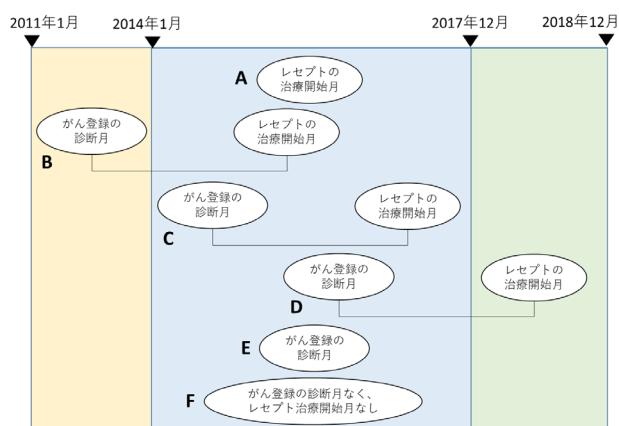 2011年1月
2014年1月
2017年12月
2018年12月
A
レセプトの
治療開始月
がん登録の
診断月
レセプトの
治療開始月
B
がん登録の
診断月
レセプトの
治療開始月
C
がん登録の
診断月
レセプトの
治療開始月
D
E
がん登録の
診断月
F
がん登録の診断月なく、
レセプト治療開始月なし